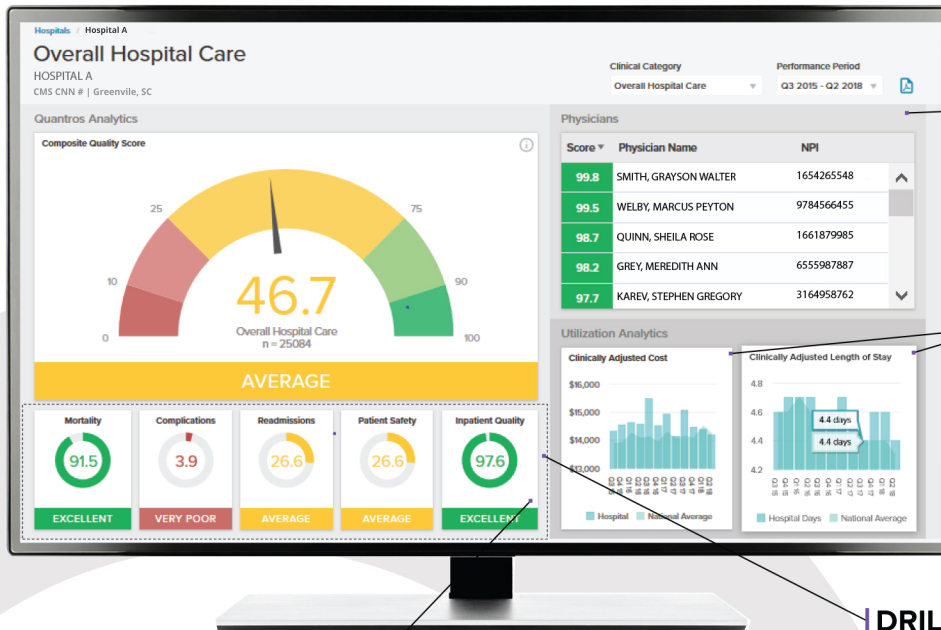 Hospitals / Hospital A
Overall Hospital Care
HOSPITAL A
CMS CNN # | Greenvile, SC
Clinical Category
Performance Period
Overall Hospital Care
Q3 2015 - Q2 2018
Quantros Analytics
Composite Quality Score
0
10
25
75
90
100
46.7
Overall Hospital Care
n = 25084
AVERAGE
Mortality
91.5
EXCELLENT
Complications
3.9
VERY POOR
Readmissions
26.6
AVERAGE
Patient Safety
26.6
AVERAGE
Inpatient Quality
97.6
EXCELLENT
Physicians
Score Physician Name NPI
99.8 SMITH, GRAYSON WALTER 1654265548
99.5 WELBY, MARCUS PEYTON 9784566455
98.7 QUINN, SHEILA ROSE 1661879985
98.2 GREY, MEREDITH ANN 6555987887
97.7 KAREV, STEPHEN GREGORY 3164958762
Utilization Analytics
Clinically Adjusted Cost
$16,000
$15,000
$14,000
$13,000
Hospital National Average
Clinically Adjusted Length of Stay
4.8
4.6
4.4
4.2
4.4 days
4.4 days
Hospital Days National Average
DRIL